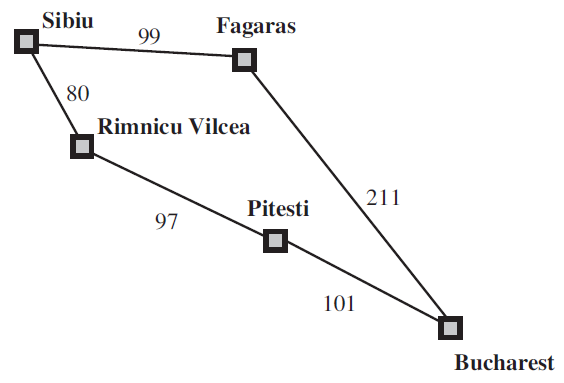 Sibiu
Fagaras
99
80
Rimnicu Vilcea
211
Pitesti
97
101
Bucharest